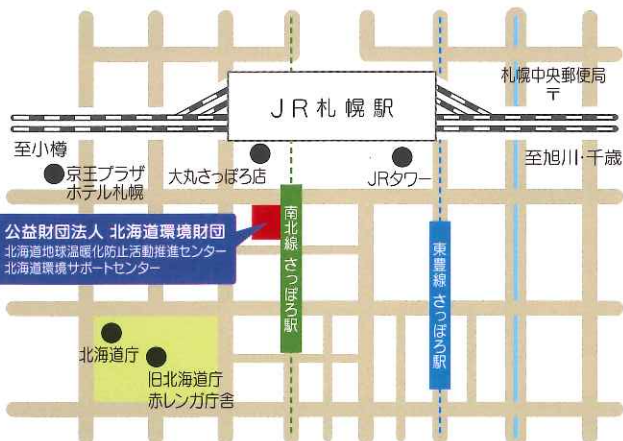 札幌中央郵便局
〒
JR札幌駅
至小樽
至旭川・千歳
京王プラザ
ホテル札幌
大丸さっぽろ店
JRタワー
公益財団法人 北海道環境財団
北海道地球温暖化防止活動推進センター
北海道環境サポートセンター
南北線 さっぽろ駅
東豊線 さっぽろ駅
北海道庁
旧北海道庁
赤レンガ庁舎